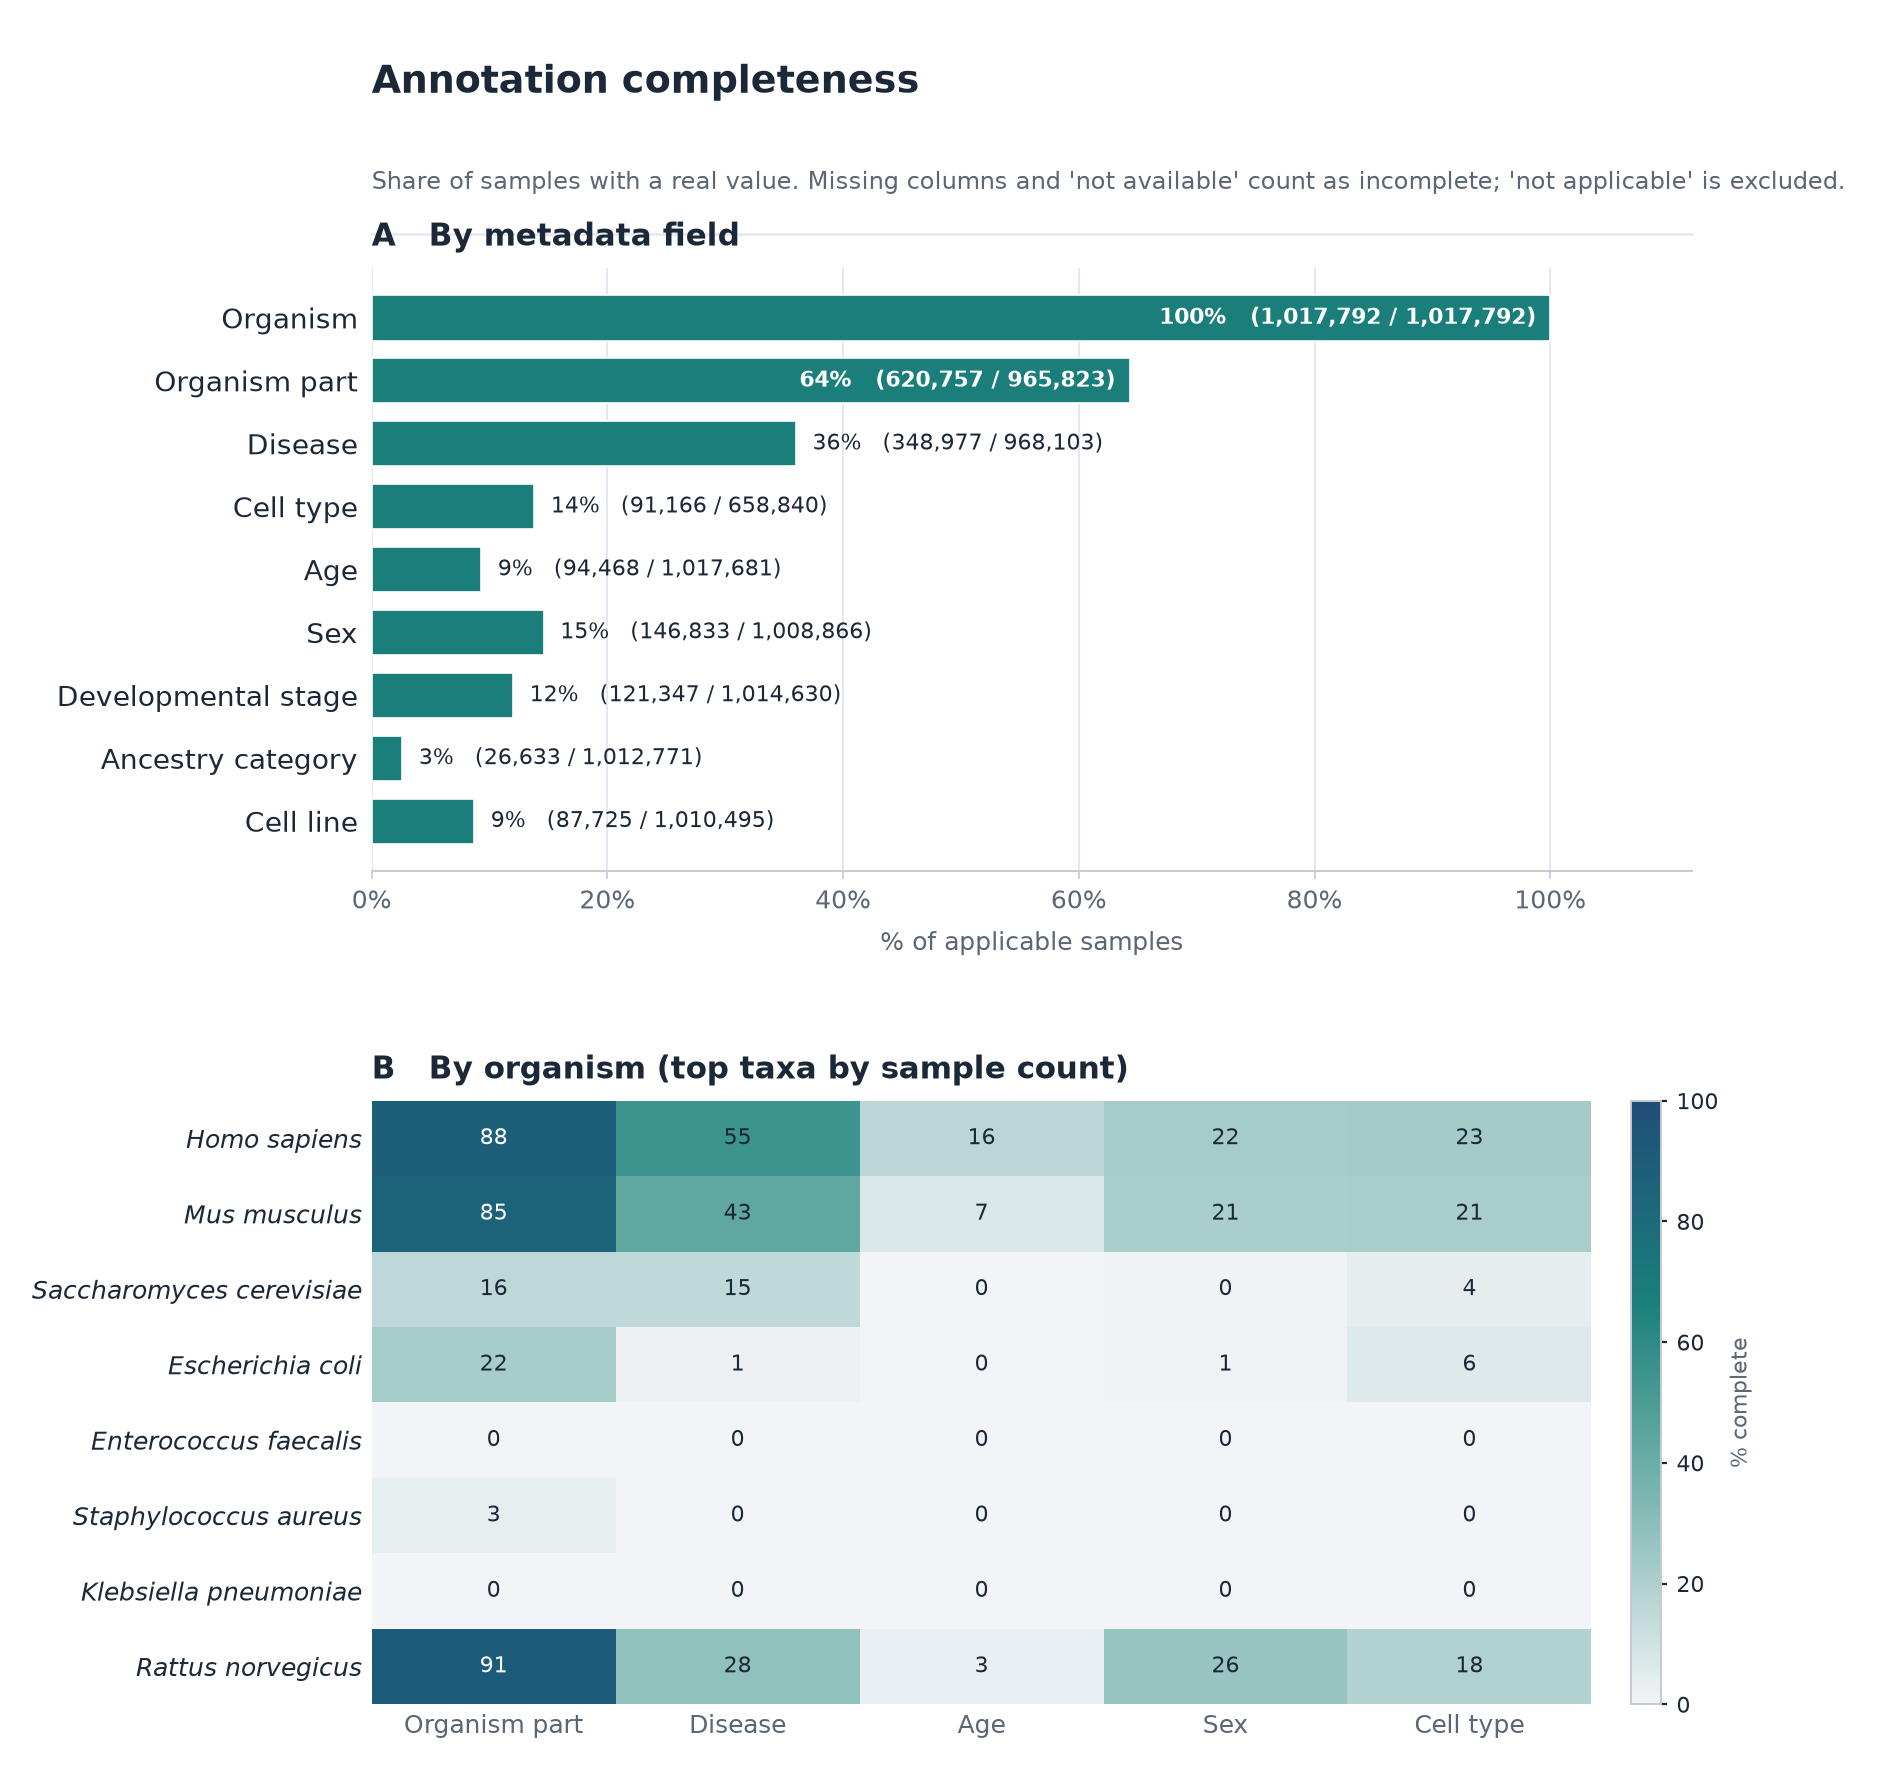 Annotation completeness
Share of samples with a real value. Missing columns and 'not available' count as incomplete; 'not applicable' is excluded.
A By metadata field
Organism 100% (1,017,792 / 1,017,792)
Organism part 64% (620,757 / 965,823)
Disease 36% (348,977 / 968,103)
Cell type 14% (91,166 / 658,840)
Age 9% (94,468 / 1,017,681)
Sex 15% (146,833 / 1,008,866)
Developmental stage 12% (121,347 / 1,014,630)
Ancestry category 3% (26,633 / 1,012,771)
Cell line 9% (87,725 / 1,010,495)
0% 20% 40% 60% 80% 100%
% of applicable samples
B By organism (top taxa by sample count)
Homo sapiens 88 55 16 22 23
Mus musculus 85 43 7 21 21
Saccharomyces cerevisiae 16 15 0 0 4
Escherichia coli 22 1 0 1 6
Enterococcus faecalis 0 0 0 0 0
Staphylococcus aureus 3 0 0 0 0
Klebsiella pneumoniae 0 0 0 0 0
Rattus norvegicus 91 28 3 26 18
Organism part Disease Age Sex Cell type
100
80
60
40
20
0
% complete